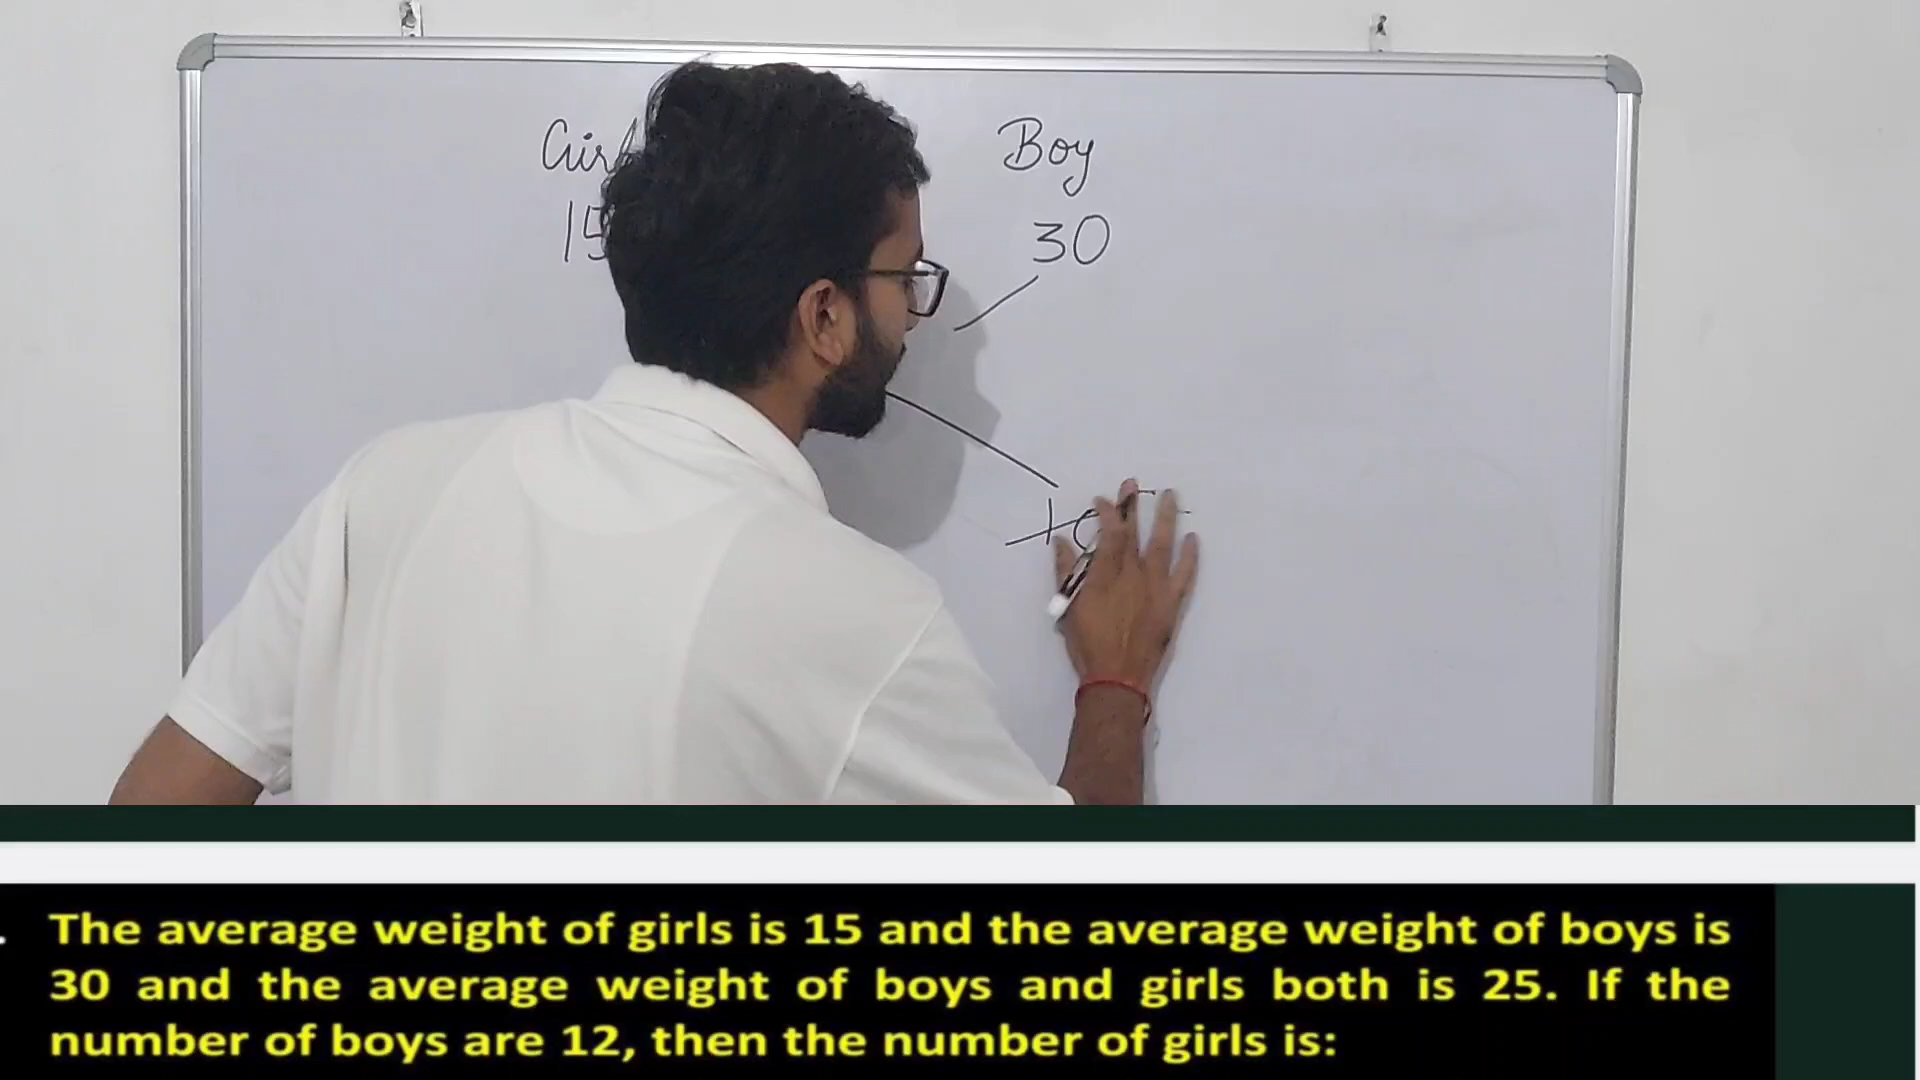 Boy
15 30
The average weight of girls is 15 and the average weight of boys is
30 and the average weight of boys and girls both is 25. If the
number of boys are 12, then the number of girls is: